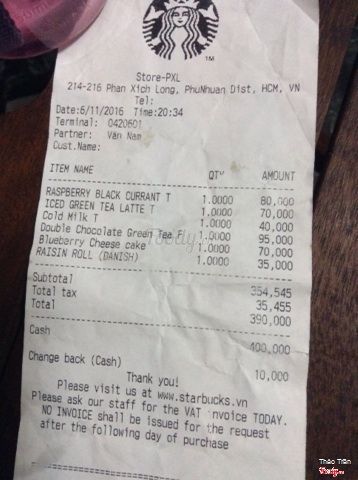 TM
Store-PXL
214-216 Phan Xich Long, PhuNhuan Dist, HCM, VN
Tel:
Date:6/11/2016 Time:20:34
Terminal: 0420601
Partner: Van Nam
Cust.Name:
ITEM NAME QTY AMOUNT
RASPBERRY BLACK CURRANT T 1.0000 80,000
ICED GREEN TEA LATTE T 1.0000 70,000
Cold Milk T 1.0000 40,000
Double Chocolate Green Tea F 1.0000 95,000
Blueberry Cheese cake 1.0000 70,000
RAISIN ROLL (DANISH) 1.0000 35,000
Subtotal 354,545
Total tax 35,455
Total 390,000
Cash 400,000
Change back (Cash) 10,000
Thank you!
Please visit us at www.starbucks.vn
Please ask our staff for the VAT invoice TODAY.
NO INVOICE shall be issued for the request
after the following day of purchase
foody
Thảo Trần